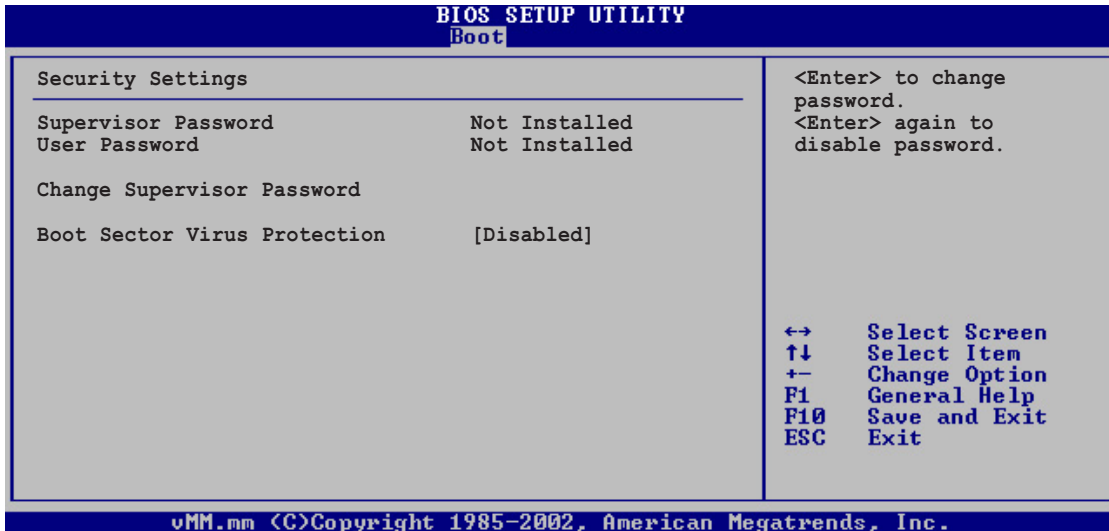 BIOS SETUP UTILITY
Boot
Security Settings
Supervisor Password Not Installed
User Password Not Installed
Change Supervisor Password
Boot Sector Virus Protection [Disabled]
<Enter> to change
password.
<Enter> again to
disable password.
←→ Select Screen
↑↓ Select Item
+- Change Option
F1 General Help
F10 Save and Exit
ESC Exit
vMM.mm (C)Copyright 1985-2002, American Megatrends, Inc.